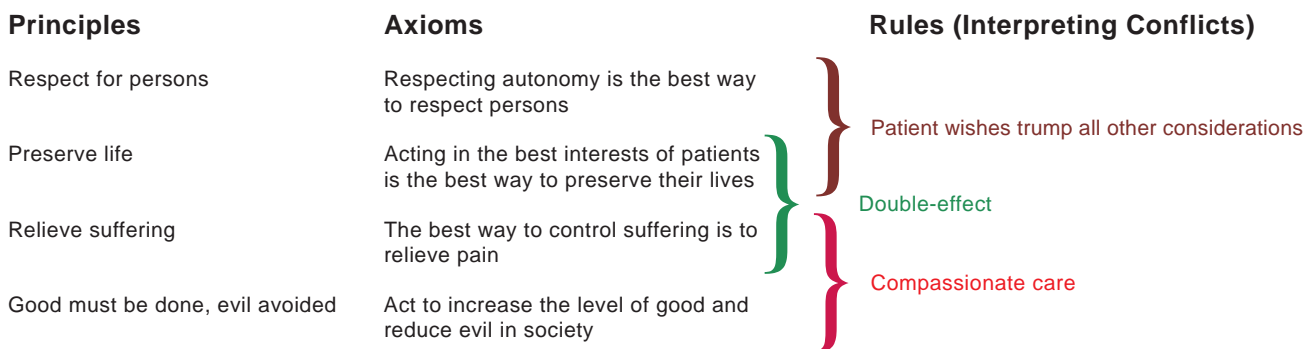 Principles
Axioms
Rules (Interpreting Conflicts)
Respect for persons
Respecting autonomy is the best way
to respect persons
Patient wishes trump all other considerations
Preserve life
Acting in the best interests of patients
is the best way to preserve their lives
Double-effect
Relieve suffering
The best way to control suffering is to
relieve pain
Compassionate care
Good must be done, evil avoided
Act to increase the level of good and
reduce evil in society